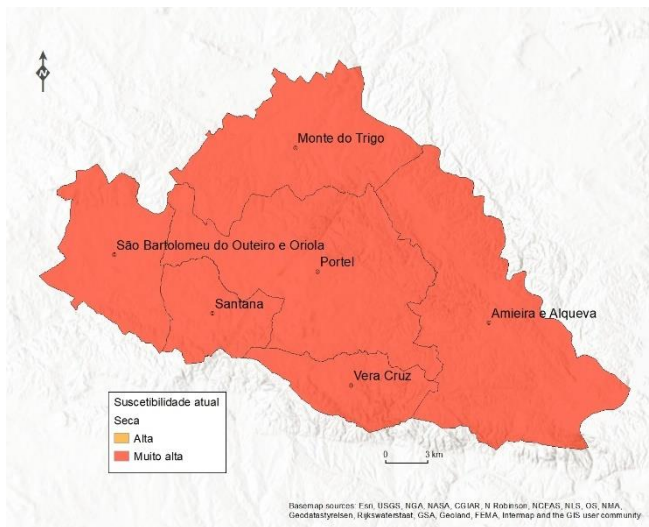 N
Monte do Trigo
São Bartolomeu do Outeiro e Oriola
Portel
Santana
Amieira e Alqueva
Vera Cruz
Suscetibilidade atual
Seca
Alta
Muito alta
0 3 km
Basemap sources: Esri, USGS, NGA, NASA, CGIAR, N Robinson, NCEAS, NLS, OS, NMA,
Geodatastyrelsen, Rijkswaterstaat, GSA, Geoland, FEMA, Intermap and the GIS user community